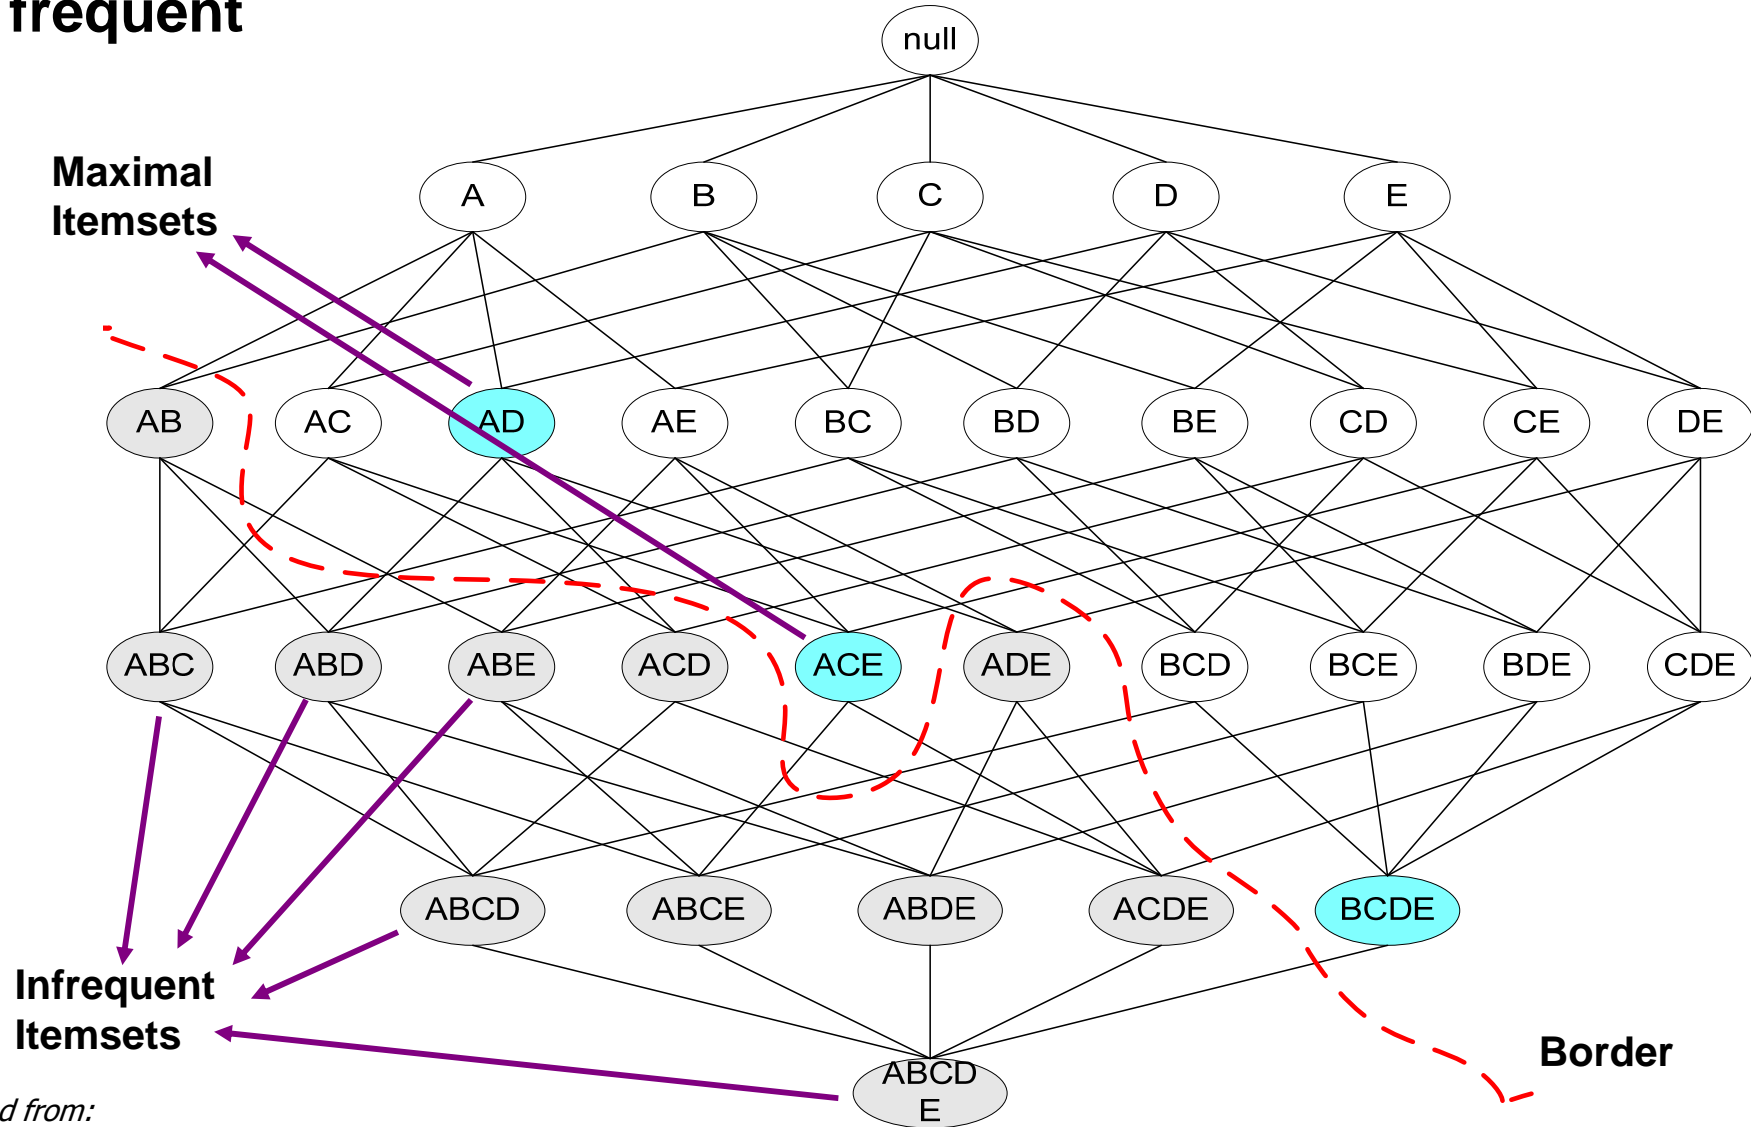 frequent
null
Maximal
Itemsets
A B C D E
AB AC AD AE BC BD BE CD CE DE
ABC ABD ABE ACD ACE ADE BCD BCE BDE CDE
ABCD ABCE ABDE ACDE BCDE
Infrequent
Itemsets
Border
ABCD
E
d from: